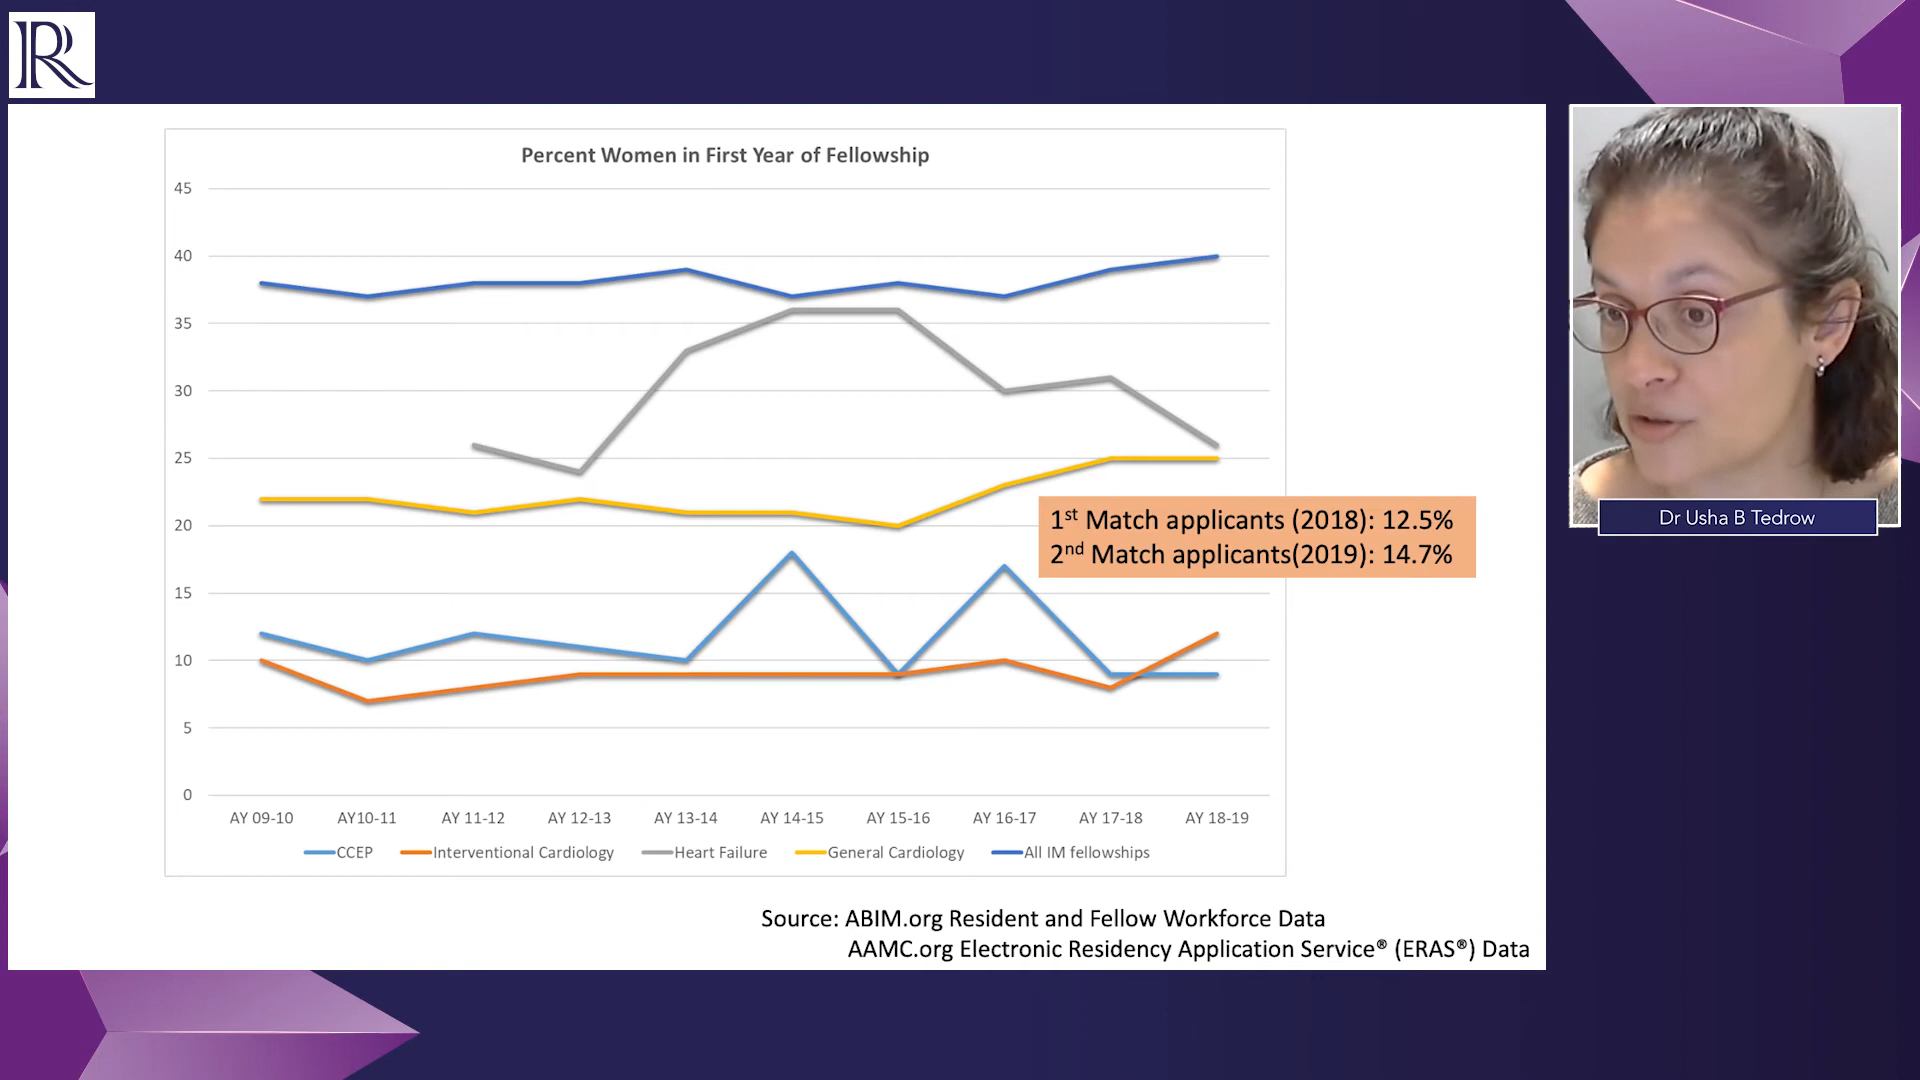 R
Percent Women in First Year of Fellowship
45
40
35
30
25
20
15
10
5
0
AY 09-10 AY10-11 AY 11-12 AY 12-13 AY 13-14 AY 14-15 AY 15-16 AY 16-17 AY 17-18 AY 18-19
CCEP Interventional Cardiology Heart Failure General Cardiology All IM fellowships
1st Match applicants (2018): 12.5%
2nd Match applicants(2019): 14.7%
Source: ABIM.org Resident and Fellow Workforce Data
AAMC.org Electronic Residency Application Service® (ERAS®) Data
Dr Usha B Tedrow